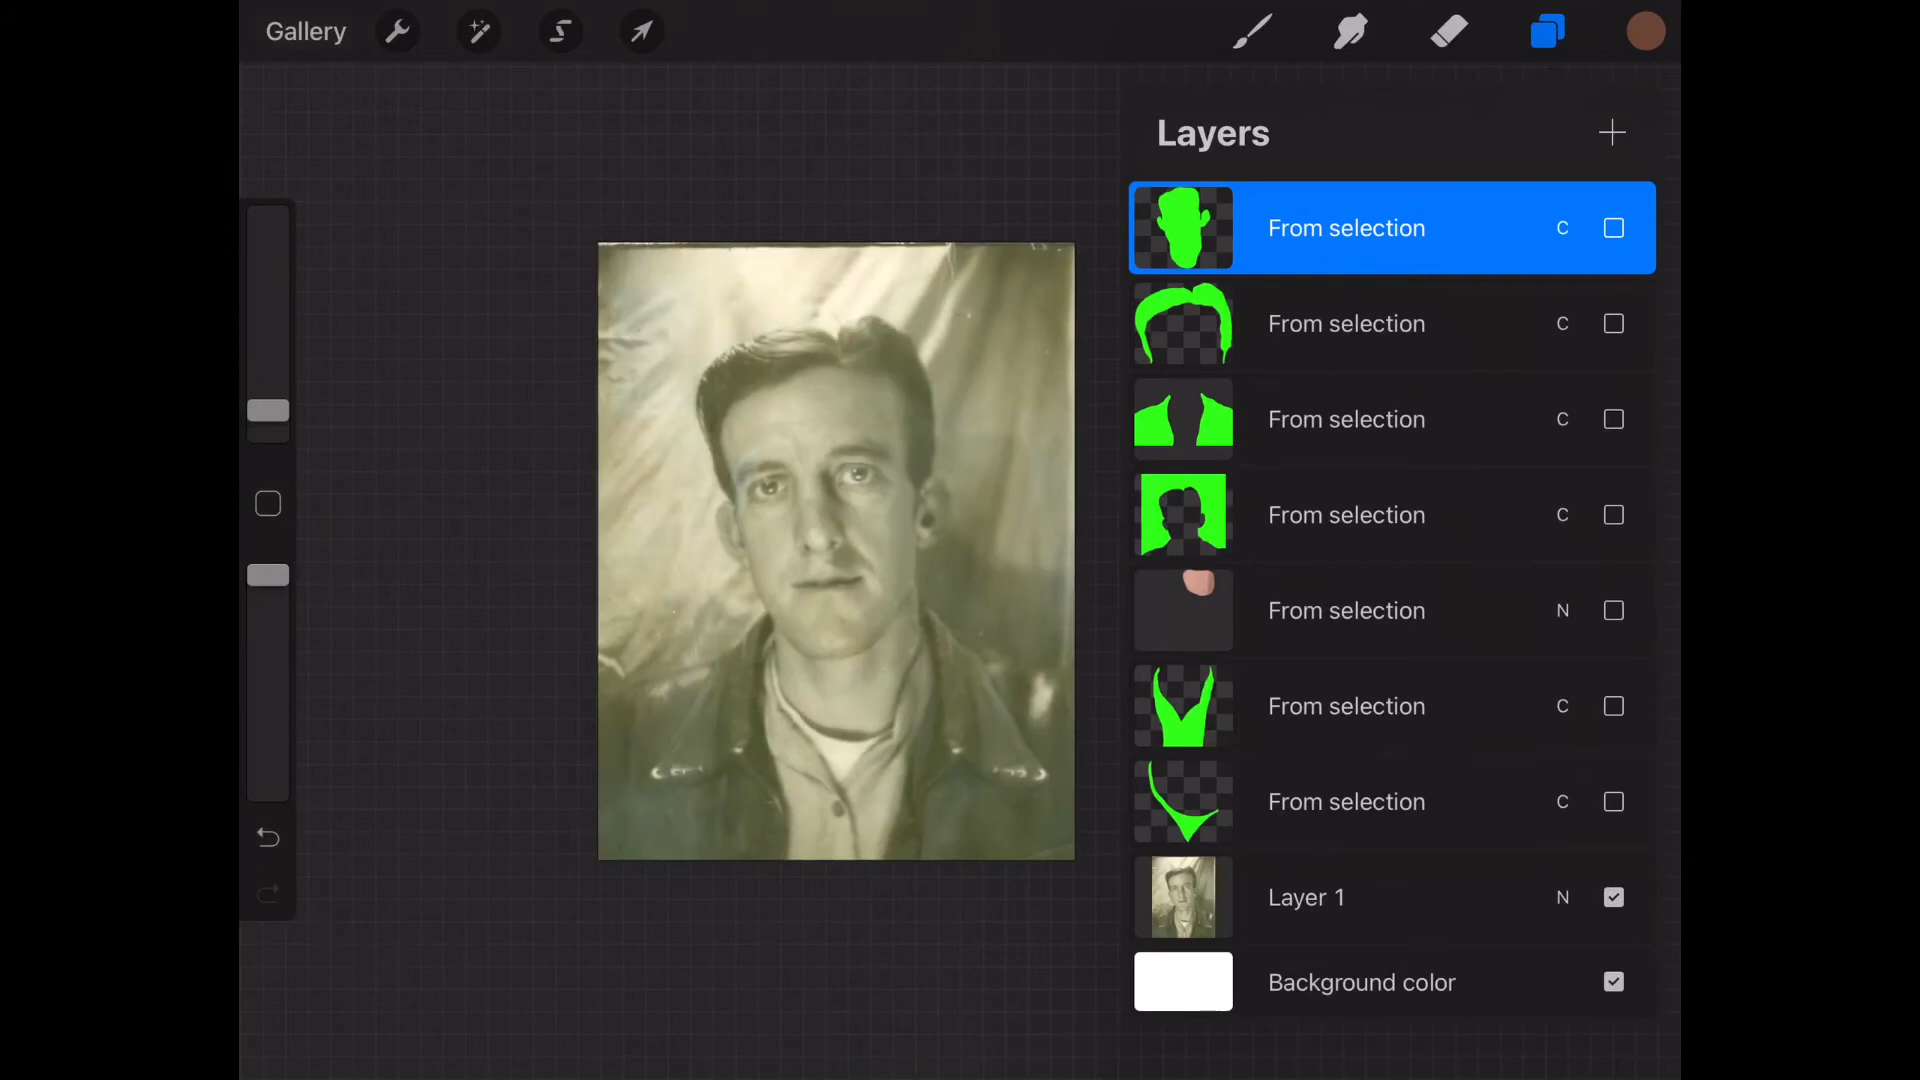 Gallery
Layers
From selection C
From selection C
From selection C
From selection C
From selection N
From selection C
From selection C
Layer 1 N
Background color